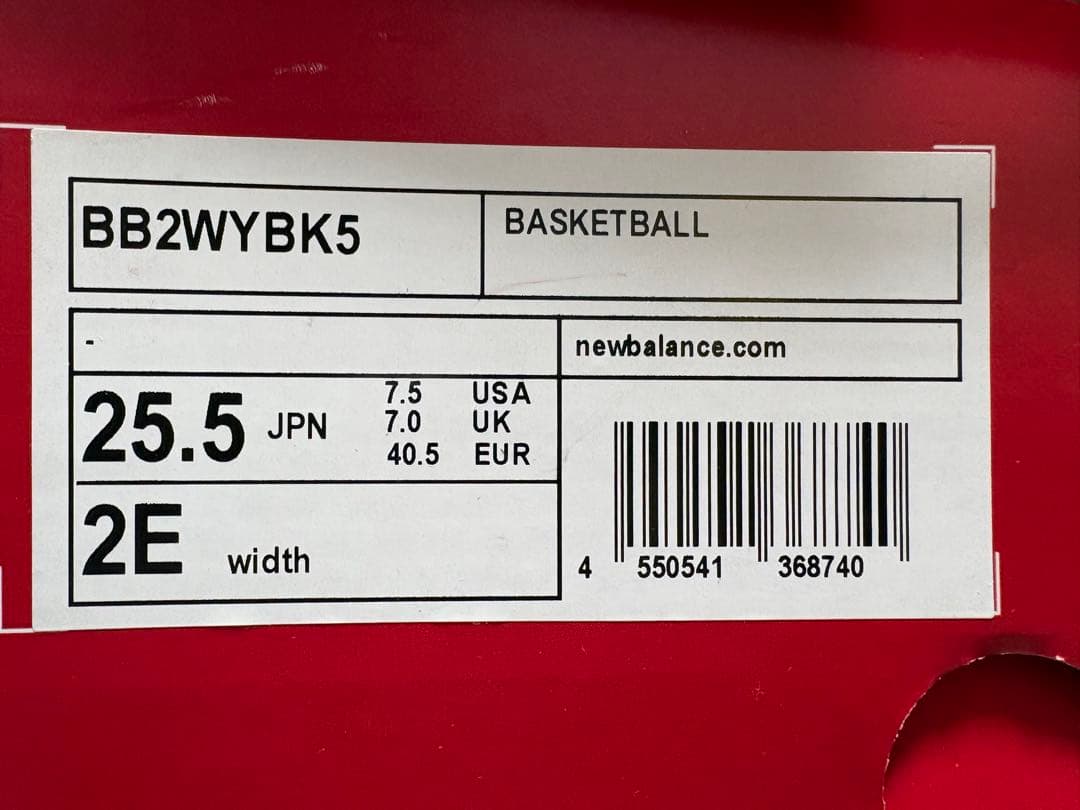 BB2WYBK5
BASKETBALL
-
newbalance.com
25.5 JPN
7.5 USA
7.0 UK
40.5 EUR
2E width
4 550541 368740